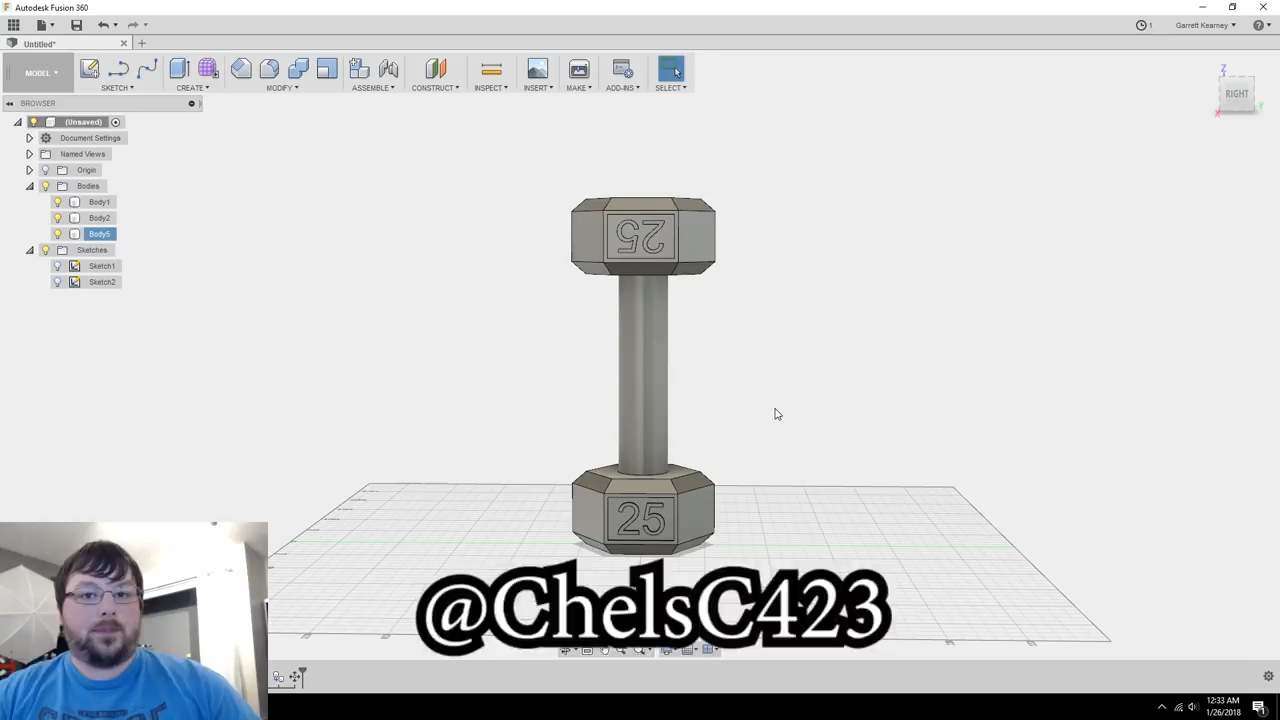 Autodesk Fusion 360
1
Garrett Kearney
Untitled*
MODEL
SKETCH
CREATE
MODIFY
ASSEMBLE
CONSTRUCT
INSPECT
INSERT
MAKE
ADD-INS
SELECT
Z
RIGHT
X
Y
BROWSER
(Unsaved)
Document Settings
Named Views
Origin
Bodies
Body1
Body2
Body5
Sketches
Sketch1
Sketch2
25
25
@ChelsC423
12:33 AM
1/26/2018
1